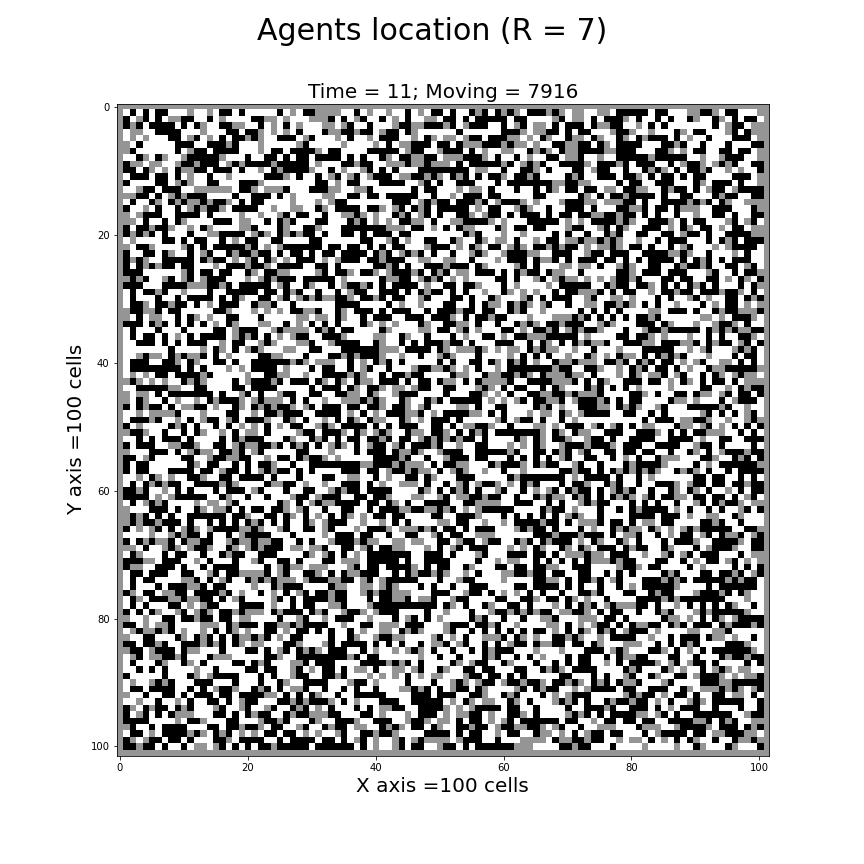 Agents location (R = 7)
Time = 11; Moving = 7916
0
20
40
60
80
100
Y axis =100 cells
0 20 40 60 80 100
X axis =100 cells